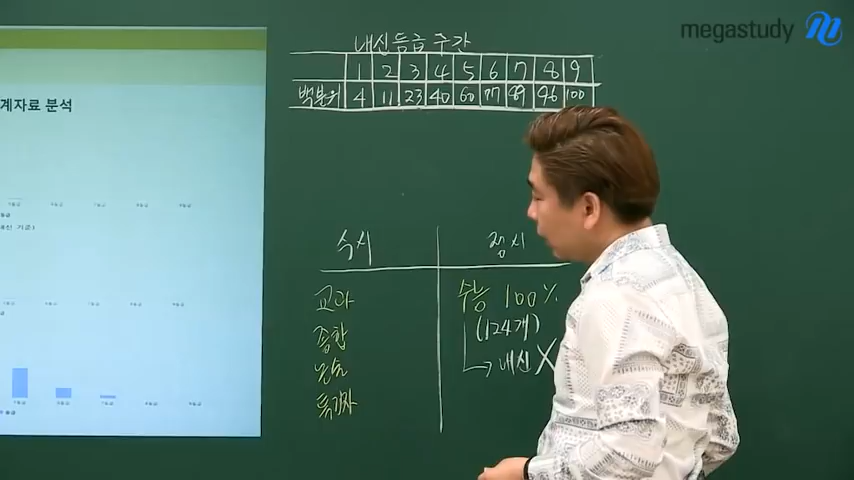 megastudy
내신등급 구간
1 2 3 4 5 6 7 8 9
백분위 4 11 23 40 60 77 89 96 100
계자료 분석
수시 정시
교과 수능 100%
종합 (124개)
논술 → 내신 X
특기자